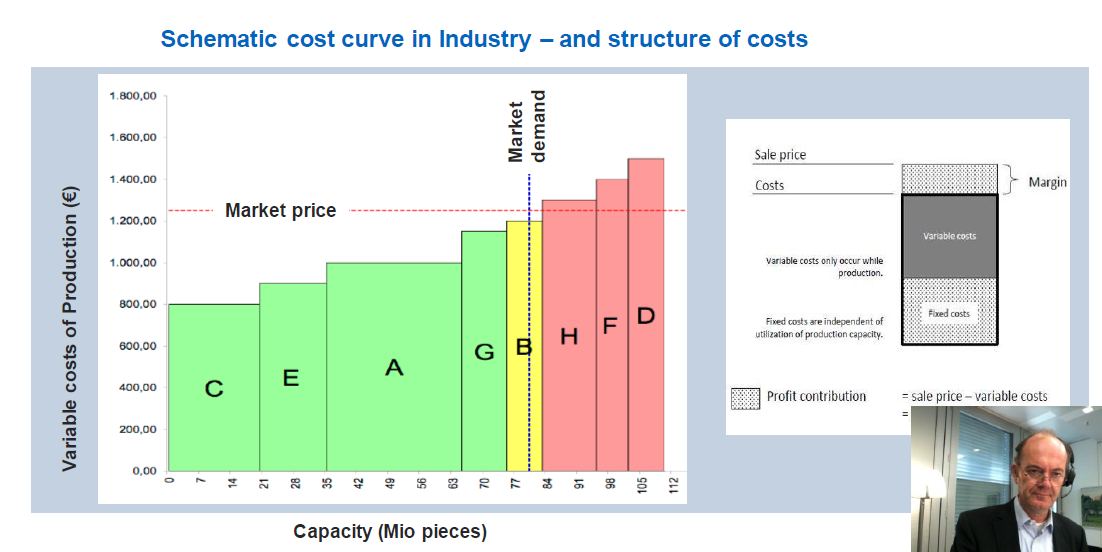 Schematic cost curve in Industry – and structure of costs
Variable costs of Production (€)
1.800,00
1.600,00
1.400,00
1.200,00
1.000,00
800,00
600,00
400,00
200,00
0,00
Market price
Market
demand
C
E
A
G
B
H
F
D
0
7
14
21
28
35
42
49
56
63
70
77
84
91
98
105
112
Capacity (Mio pieces)
Sale price
Costs
Margin
Variable costs
Variable costs only occur while
production.
Fixed costs
Fixed costs are independent of
utilization of production capacity.
Profit contribution
= sale price – variable costs
=